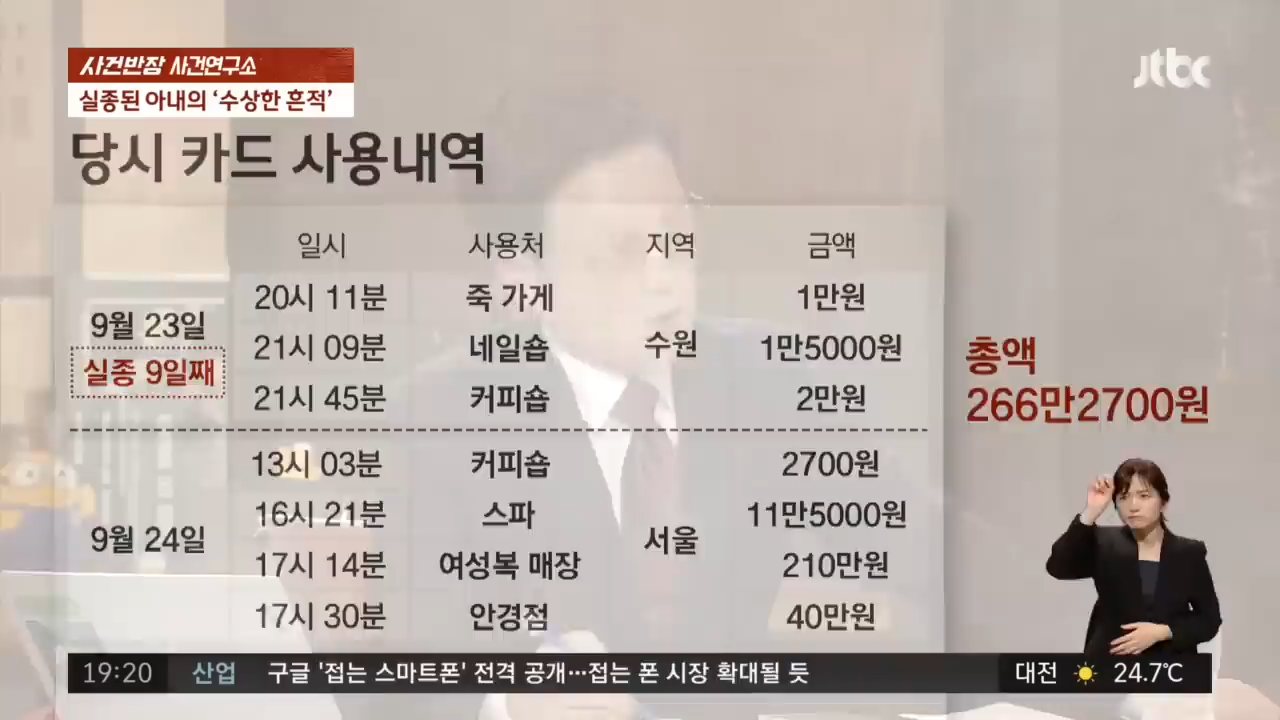 사건반장 사건연구소
jtbc
실종된 아내의 ‘수상한 흔적’
당시 카드 사용내역
일시 사용처 지역 금액
9월 23일
실종 9일째
20시 11분 죽 가게 1만원
21시 09분 네일숍 수원 1만5000원
21시 45분 커피숍 2만원
총액
266만2700원
9월 24일
13시 03분 커피숍 2700원
16시 21분 스파 서울 11만5000원
17시 14분 여성복 매장 210만원
17시 30분 안경점 40만원
19:20 산업 구글 '접는 스마트폰' 전격 공개…접는 폰 시장 확대될 듯 대전 24.7℃